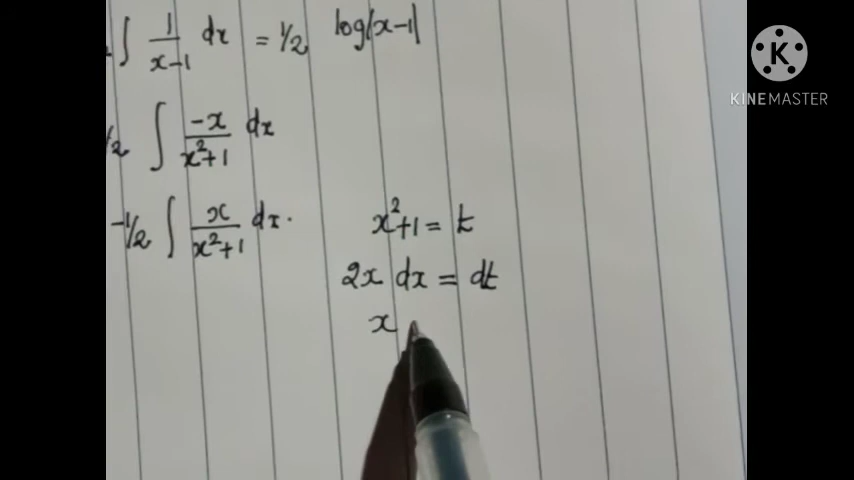 ∫ 1/(x-1) dx = 1/2 log|x-1|
1/2 ∫ -x/(x²+1) dx
-1/2 ∫ x/(x²+1) dx. x²+1 = t
2x dx = dt
x
KINEMASTER